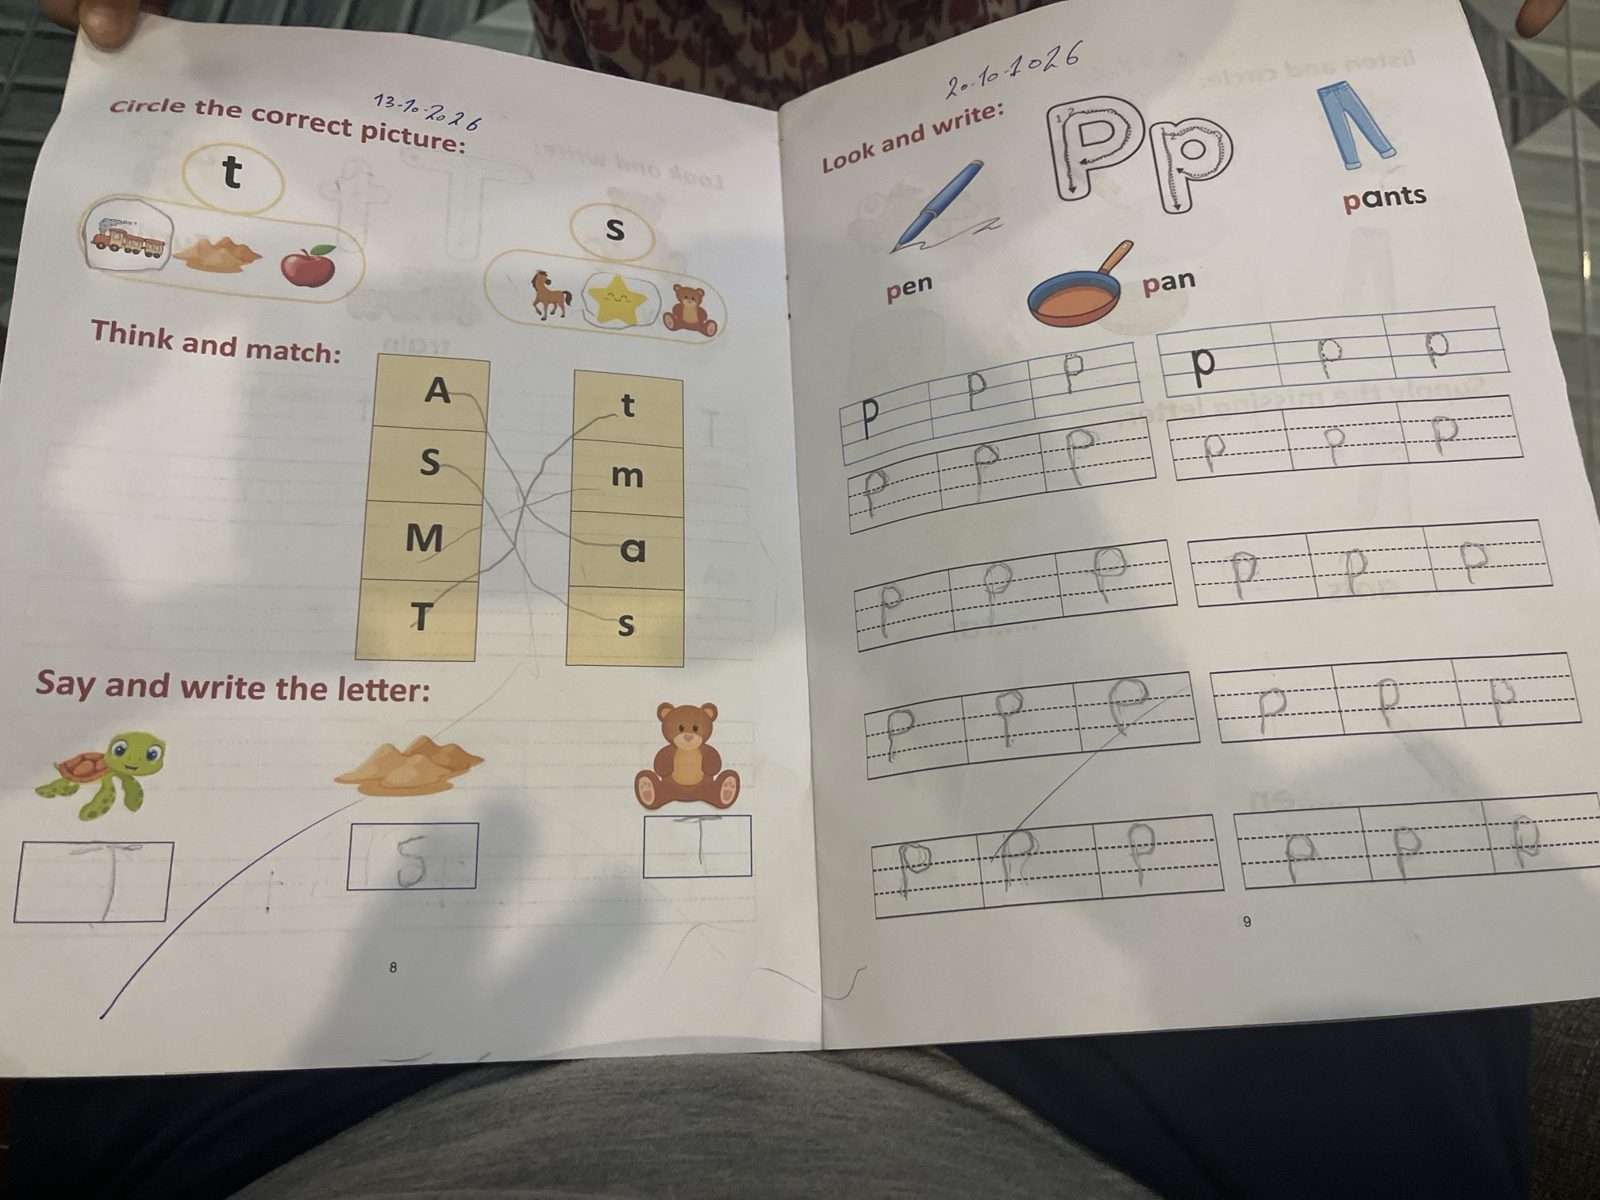 13-10-2026
Circle the correct picture:
t
s
Think and match:
A t
S m
M a
T s
Say and write the letter:
T S T
8
20.10.2026
Look and write:
Pp
pants
pen
pan
P P P p p p
P P P p p p
P P P p p p
P P P p p p
P P P p p p
9